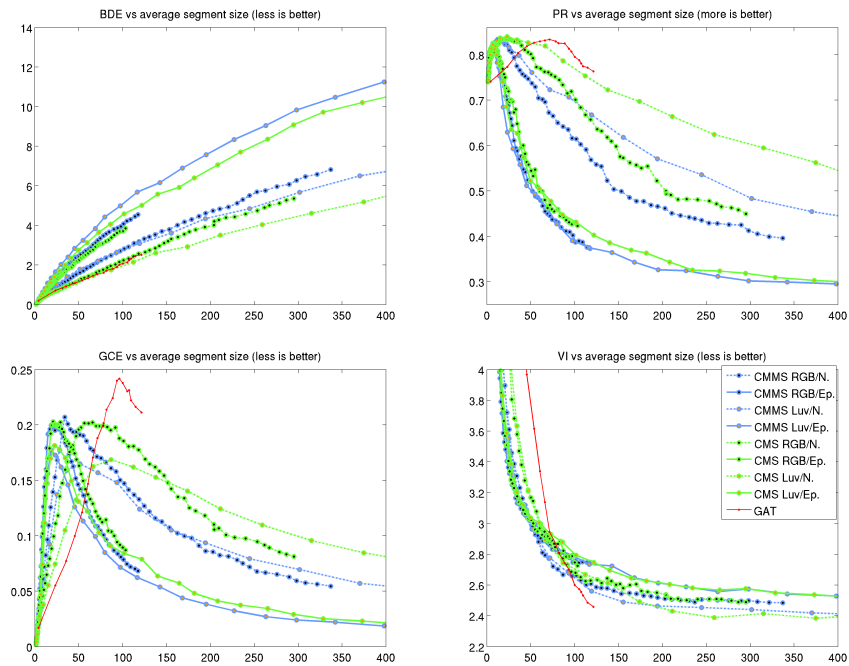 BDE vs average segment size (less is better)
14
12
10
8
6
4
2
0
0 50 100 150 200 250 300 350 400
PR vs average segment size (more is better)
0.8
0.7
0.6
0.5
0.4
0.3
0 50 100 150 200 250 300 350 400
GCE vs average segment size (less is better)
0.25
0.2
0.15
0.1
0.05
0
0 50 100 150 200 250 300 350 400
VI vs average segment size (less is better)
4
3.8
3.6
3.4
3.2
3
2.8
2.6
2.4
2.2
0 50 100 150 200 250 300 350 400
CMMS RGB/N.
CMMS RGB/Ep.
CMMS Luv/N.
CMMS Luv/Ep.
CMS RGB/N.
CMS RGB/Ep.
CMS Luv/N.
CMS Luv/Ep.
GAT